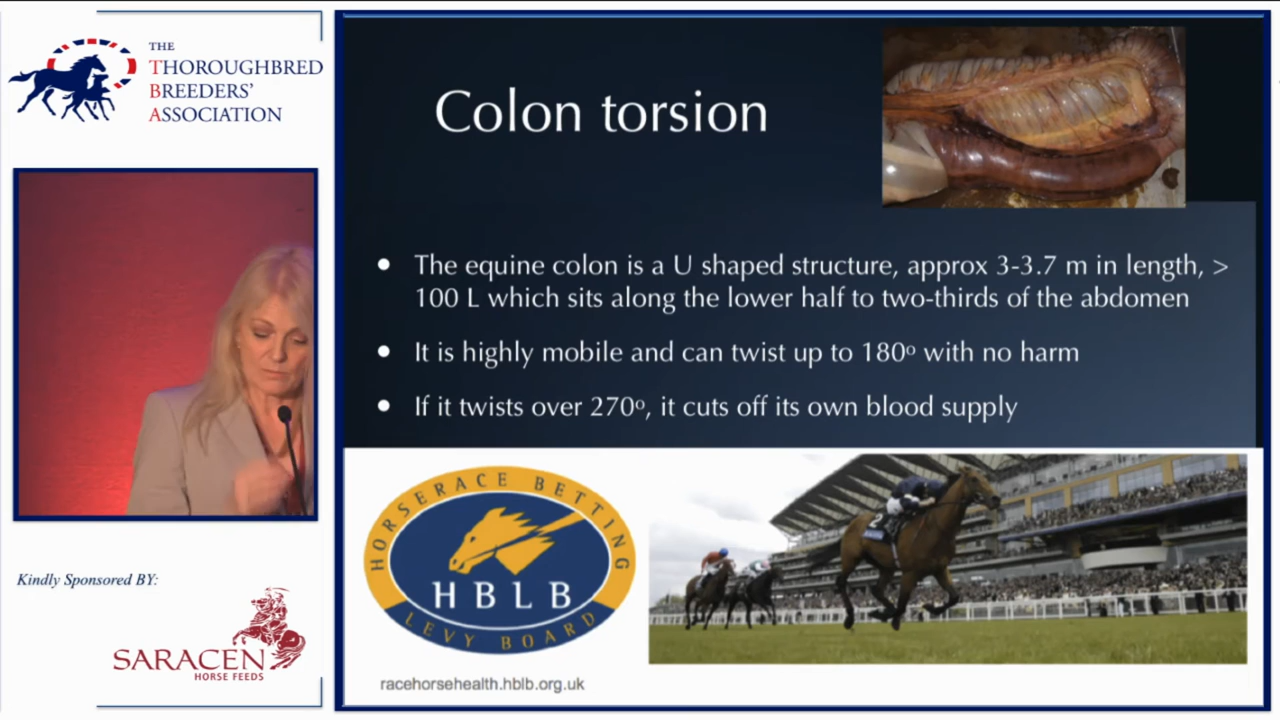 THE
THOROUGHBRED
BREEDERS'
ASSOCIATION
Kindly Sponsored BY:
SARACEN
HORSE FEEDS
Colon torsion
• The equine colon is a U shaped structure, approx 3-3.7 m in length, >
100 L which sits along the lower half to two-thirds of the abdomen
• It is highly mobile and can twist up to 180º with no harm
• If it twists over 270º, it cuts off its own blood supply
HORSERACE BETTING
HBLB
LEVY BOARD
2
racehorsehealth.hblb.org.uk